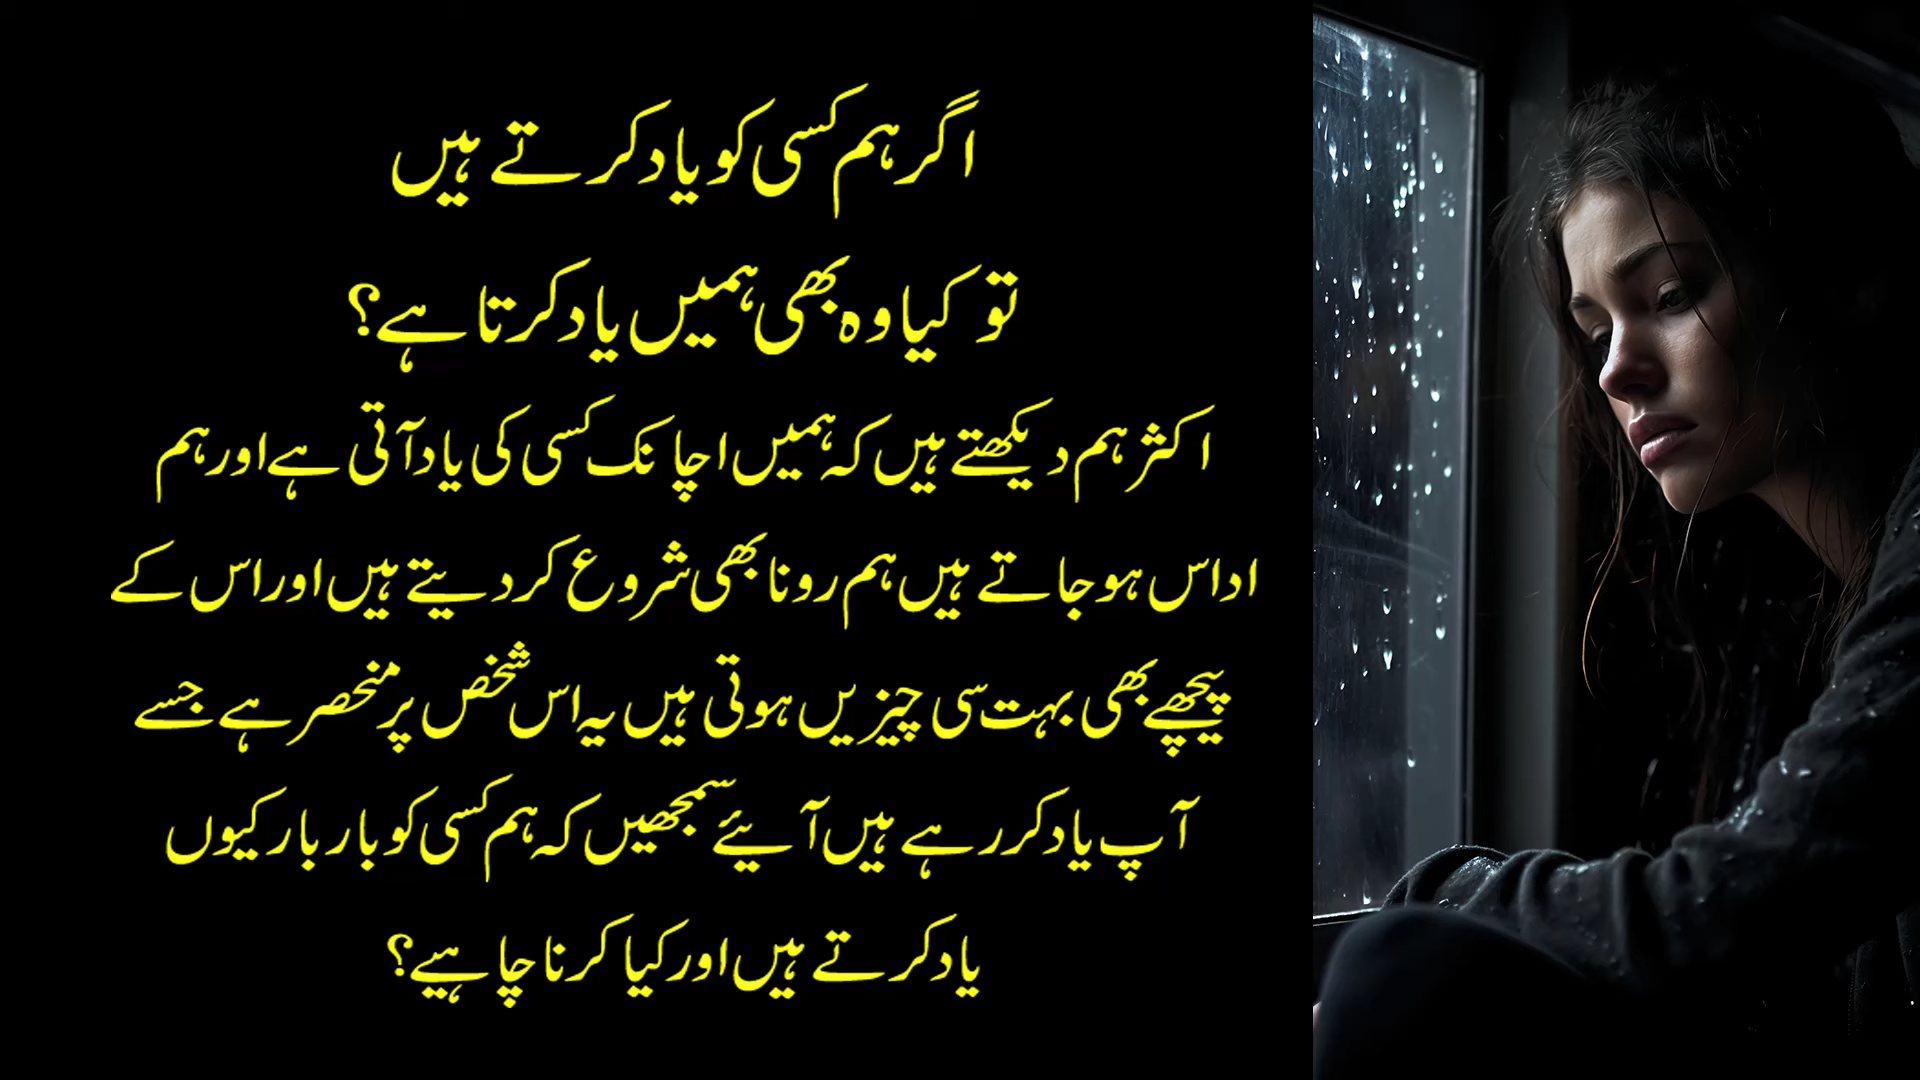 اگر ہم کسی کو یاد کرتے ہیں
تو کیا وہ بھی ہمیں یاد کرتا ہے؟
اکثر ہم دیکھتے ہیں کہ ہمیں اچانک کسی کی یاد آتی ہے اور ہم
اداس ہو جاتے ہیں ہم رونا بھی شروع کر دیتے ہیں اور اس کے
پیچھے بھی بہت سی چیزیں ہوتی ہیں یہ اس شخص پر منحصر ہے جسے
آپ یاد کر رہے ہیں آیئے سمجھیں کہ ہم کسی کو بار بار کیوں
یاد کرتے ہیں اور کیا کرنا چاہیے؟